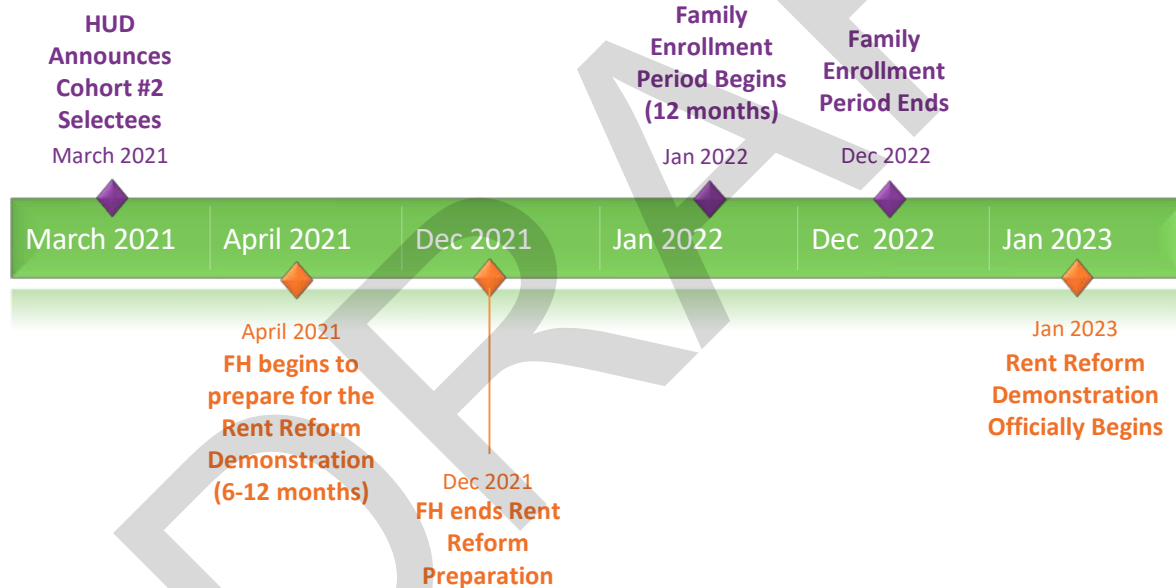 HUD
Announces
Cohort #2
Selectees
March 2021
Family
Enrollment
Period Begins
(12 months)
Jan 2022
Family
Enrollment
Period Ends
Dec 2022
March 2021
April 2021
Dec 2021
Jan 2022
Dec 2022
Jan 2023
April 2021
FH begins to
prepare for the
Rent Reform
Demonstration
(6-12 months)
Dec 2021
FH ends Rent
Reform
Preparation
Jan 2023
Rent Reform
Demonstration
Officially Begins
DRAF